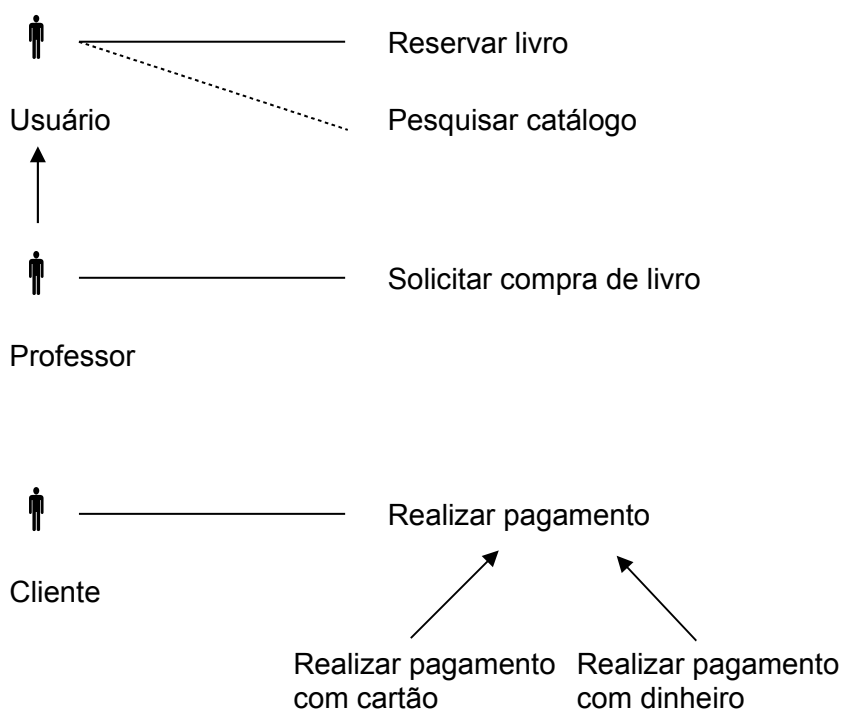 Reservar livro
Usuário
Pesquisar catálogo
Solicitar compra de livro
Professor
Realizar pagamento
Cliente
Realizar pagamento
com cartão
Realizar pagamento
com dinheiro